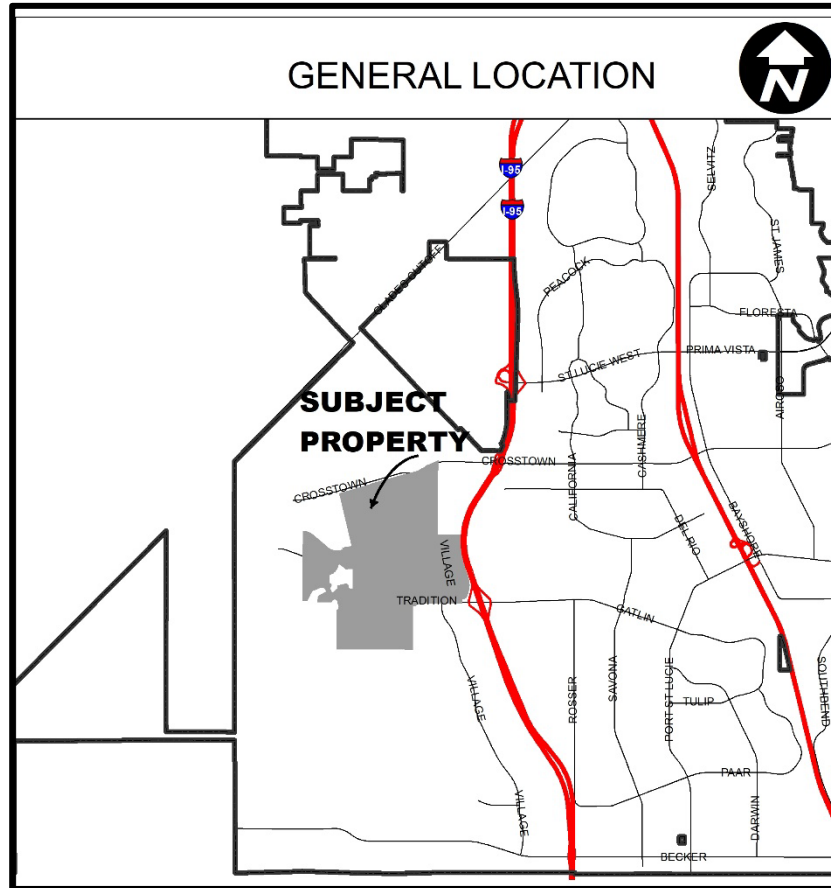 GENERAL LOCATION
N
I-95
I-95
SELVITZ
ST JAMES
GLADES CUTOFF
PEACOCK
FLORESTA
PRIMA VISTA
ST LUCIE WEST
AIROSO
SUBJECT
PROPERTY
CASHMERE
CROSSTOWN
CALIFORNIA
CROSSTOWN
BAYSHORE
DEL RIO
VILLAGE
TRADITION
GATLIN
SOUTHBEND
PORT ST LUCIE
SAVONA
ROSSER
VILLAGE
TULIP
PAAR
DARWIN
VILLAGE
BECKER